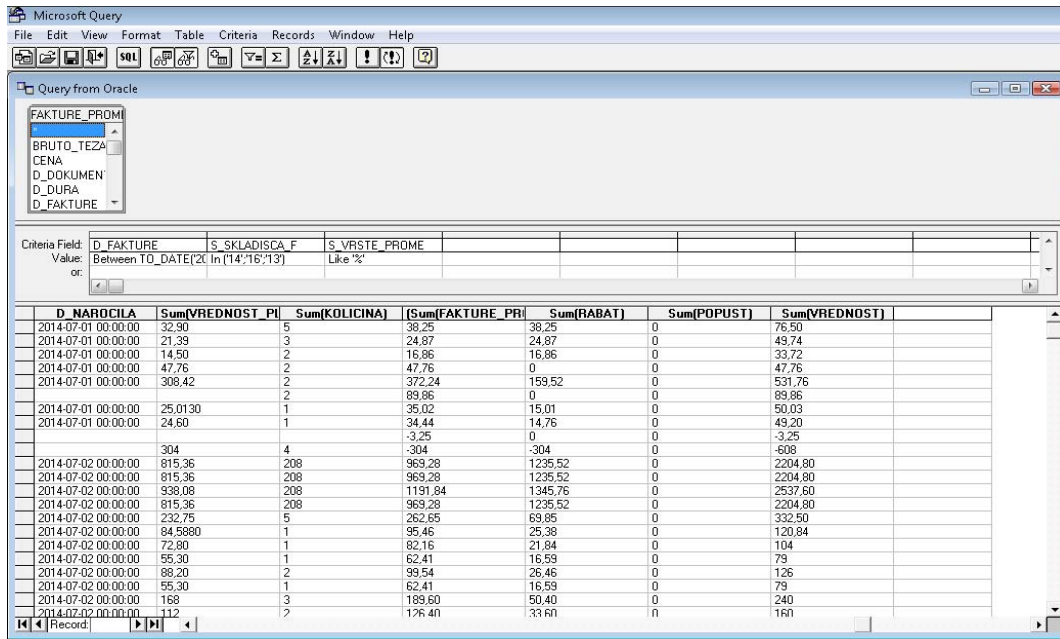 Microsoft Query
File Edit View Format Table Criteria Records Window Help
SQL
Query from Oracle
FAKTURE_PROMI
*
BRUTO_TEZA
CENA
D_DOKUMEN
D_DURA
D_FAKTURE
Criteria Field: D_FAKTURE S_SKLADISCA_F S_VRSTE_PROME
Value: Between TO_DATE('20 In ('14';'16';'13') Like '%'
or:
D_NAROCILA Sum(VREDNOST_PL Sum(KOLICINA) (Sum(FAKTURE_PRO Sum(RABAT) Sum(POPUST) Sum(VREDNOST)
2014-07-01 00:00:00 32,90 5 38,25 38,25 0 76,50
2014-07-01 00:00:00 21,39 3 24,87 24,87 0 49,74
2014-07-01 00:00:00 14,50 2 16,86 16,86 0 33,72
2014-07-01 00:00:00 47,76 2 47,76 0 0 47,76
2014-07-01 00:00:00 308,42 2 372,24 159,52 0 531,76
2 89,86 0 0 89,86
2014-07-01 00:00:00 25,0130 1 35,02 15,01 0 50,03
2014-07-01 00:00:00 24,60 1 34,44 14,76 0 49,20
-3,25 0 0 -3,25
304 4 -304 -304 0 -608
2014-07-02 00:00:00 815,36 208 969,28 1235,52 0 2204,80
2014-07-02 00:00:00 815,36 208 969,28 1235,52 0 2204,80
2014-07-02 00:00:00 938,08 208 1191,84 1345,76 0 2537,60
2014-07-02 00:00:00 815,36 208 969,28 1235,52 0 2204,80
2014-07-02 00:00:00 232,75 5 262,65 69,85 0 332,50
2014-07-02 00:00:00 84,5880 1 95,46 25,38 0 120,84
2014-07-02 00:00:00 72,80 1 82,16 21,84 0 104
2014-07-02 00:00:00 55,30 1 62,41 16,59 0 79
2014-07-02 00:00:00 88,20 2 99,54 26,46 0 126
2014-07-02 00:00:00 55,30 1 62,41 16,59 0 79
2014-07-02 00:00:00 168 3 189,60 50,40 0 240
2014-07-02 00:00:00 112 2 126,40 33,60 0 160
Record: